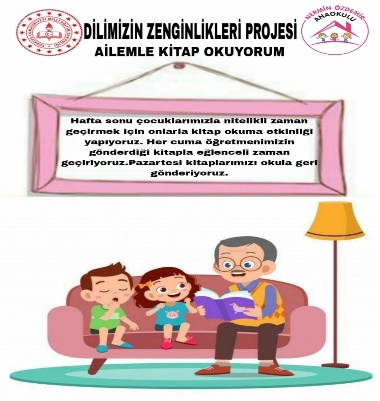 DİLİMİZİN ZENGİNLİKLERİ PROJESİ
AİLEMLE KİTAP OKUYORUM
NERMİN ÖZDEMİR
ANAOKULU
Hafta sonu çocuklarımızla nitelikli zaman
geçirmek için onlarla kitap okuma etkinliği
yapıyoruz. Her cuma öğretmenimizin
gönderdiği kitapla eğlenceli zaman
geçiriyoruz.Pazartesi kitaplarımızı okula geri
gönderiyoruz.